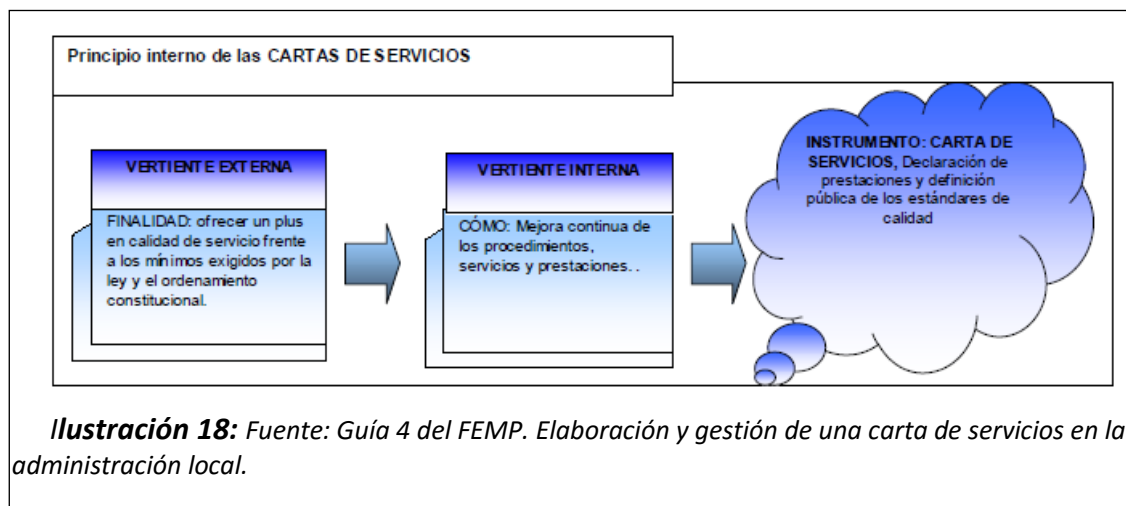 Principio interno de las CARTAS DE SERVICIOS
VERTIENTE EXTERNA
FINALIDAD: ofrecer un plus
en calidad de servicio frente
a los mínimos exigidos por la
ley y el ordenamiento
constitucional.
VERTIENTE INTERNA
CÓMO: Mejora continua de
los procedimientos,
servicios y prestaciones. .
INSTRUMENTO: CARTA DE
SERVICIOS, Declaración de
prestaciones y definición
pública de los estándares de
calidad
Ilustración 18: Fuente: Guía 4 del FEMP. Elaboración y gestión de una carta de servicios en la
administración local.